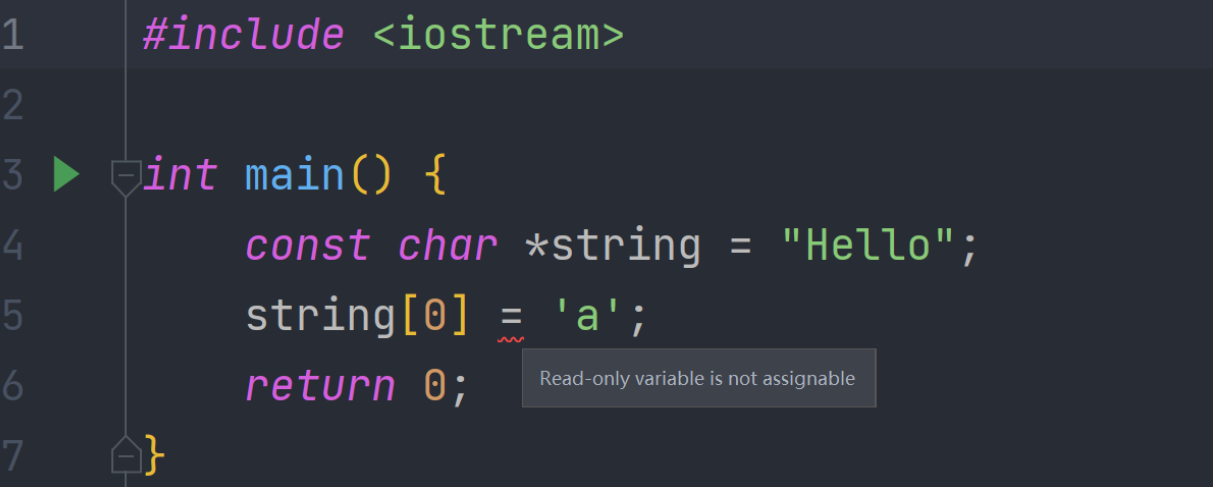 1 #include <iostream>
2
3 int main() {
4 const char *string = "Hello";
5 string[0] = 'a';
Read-only variable is not assignable
6 return 0;
7 }